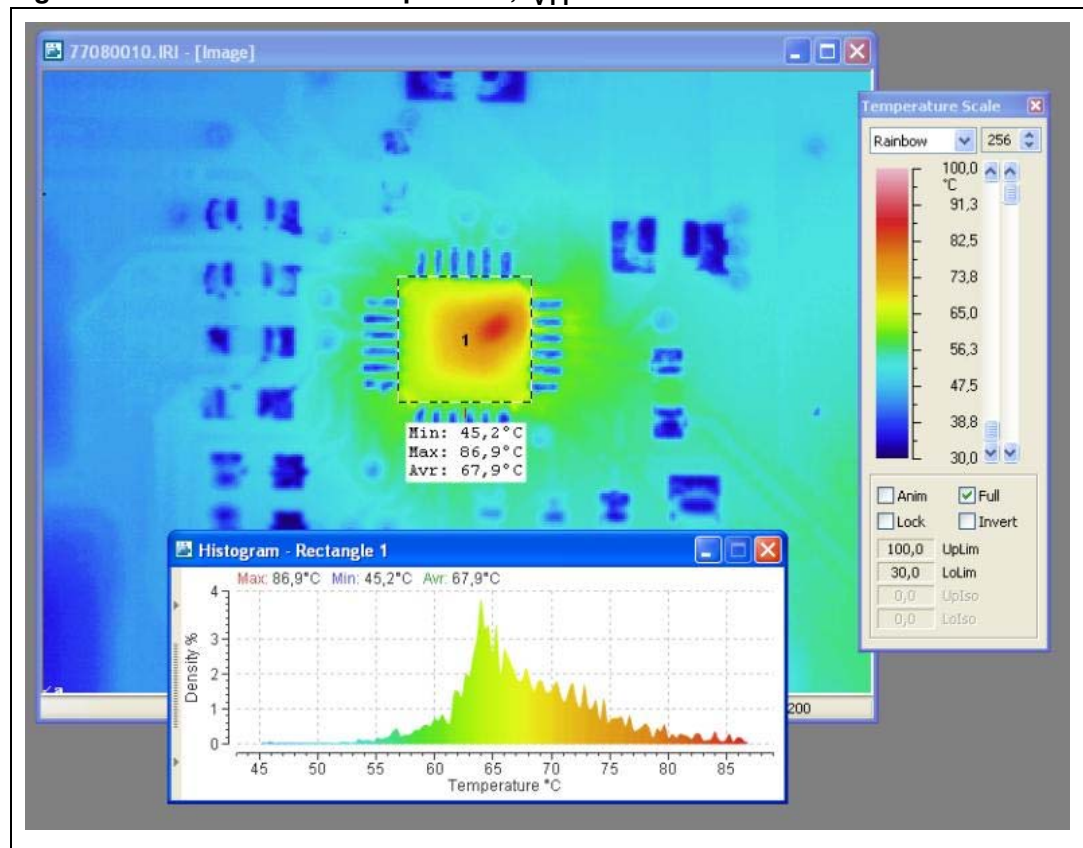 77080010.IRI - [Image]
Temperature Scale
Rainbow 256
100,0
°C
91,3
82,5
73,8
65,0
56,3
47,5
38,8
30,0
1
Min: 45,2°C
Max: 86,9°C
Avr: 67,9°C
Anim Full
Lock Invert
100,0 UpLim
30,0 LoLim
0,0 UpIso
0,0 LoIso
200
Histogram - Rectangle 1
Max: 86,9°C Min: 45,2°C Avr: 67,9°C
Density %
4
3
2
1
0
45 50 55 60 65 70 75 80 85
Temperature °C